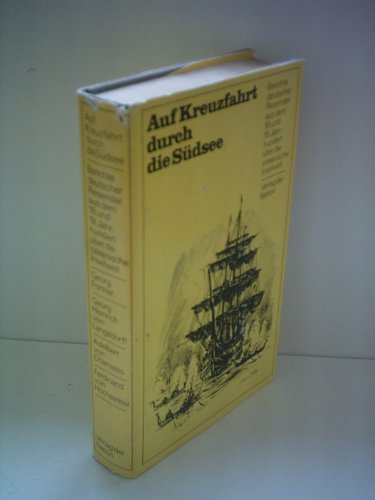 Auf Kreuzfahrt
durch
die Südsee
Berichte
deutscher
Reisender
aus dem
18. und
19. Jahr-
hundert
über die
ozeanische
Inselwelt
Verlag der
Nation
Auf
Kreuzfahrt
durch
die Südsee
Berichte
deutscher
Reisender
aus dem
18. und
19. Jahr-
hundert
über die
ozeanische
Inselwelt
Georg
Forster
Georg
Heinrich
von
Langsdorff
Adelbert
von
Chamisso
Ferdinand
von
Hochstetter
Verlag der
Nation